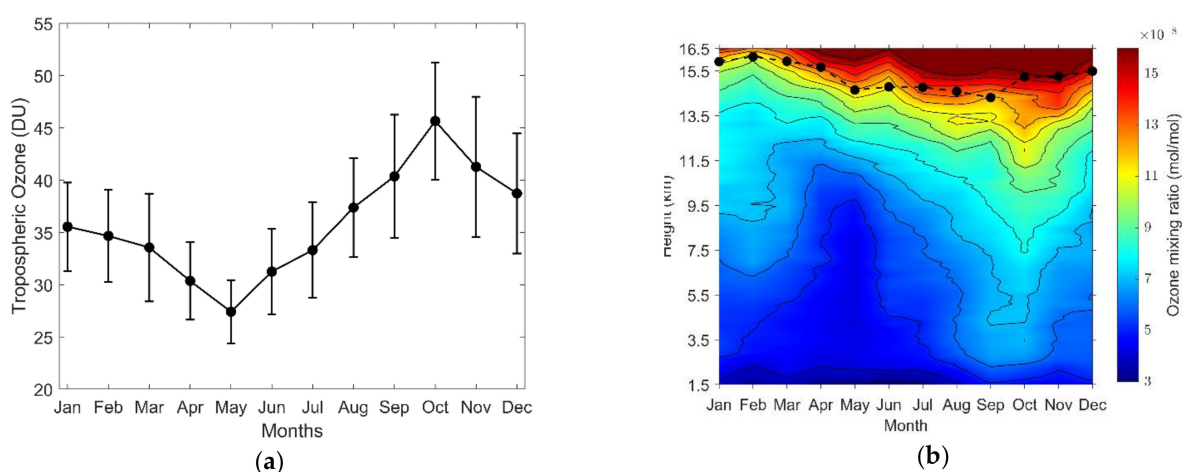 55
50
45
40
35
30
25
20
Tropospheric Ozone (DU)
Jan Feb Mar Apr May Jun Jul Aug Sep Oct Nov Dec
Months
(a)
16.5
15.5
13.5
11.5
9.5
7.5
5.5
3.5
1.5
Height (km)
Jan Feb Mar Apr May Jun Jul Aug Sep Oct Nov Dec
Month
×10⁻⁸
15
13
11
9
7
5
3
Ozone mixing ratio (mol/mol)
(b)